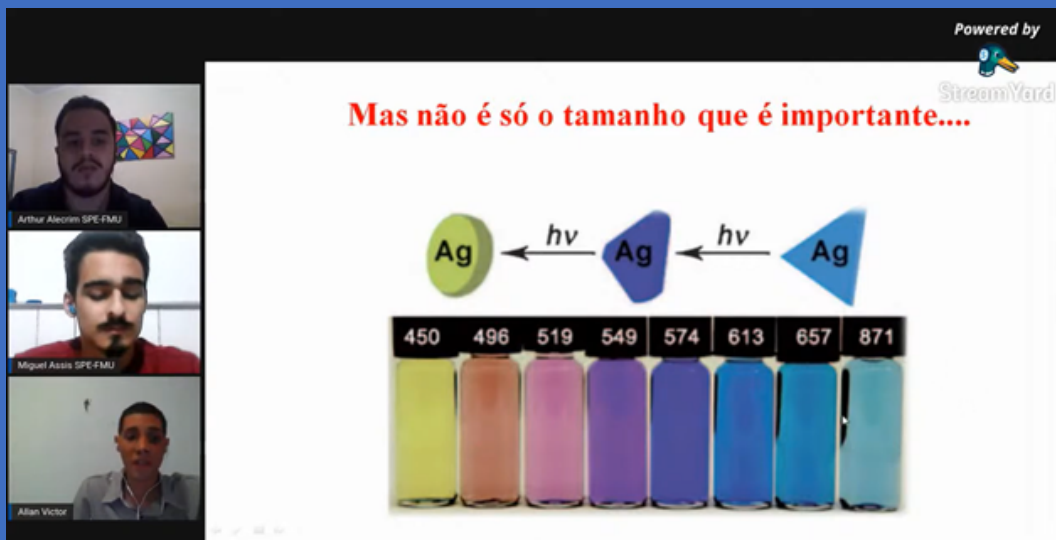 Powered by
StreamYard
Mas não é só o tamanho que é importante....
Arthur Alecrim SPE-FMU
Ag hν Ag hν Ag
450 496 519 549 574 613 657 871
Miguel Assis SPE-FMU
Allan Victor